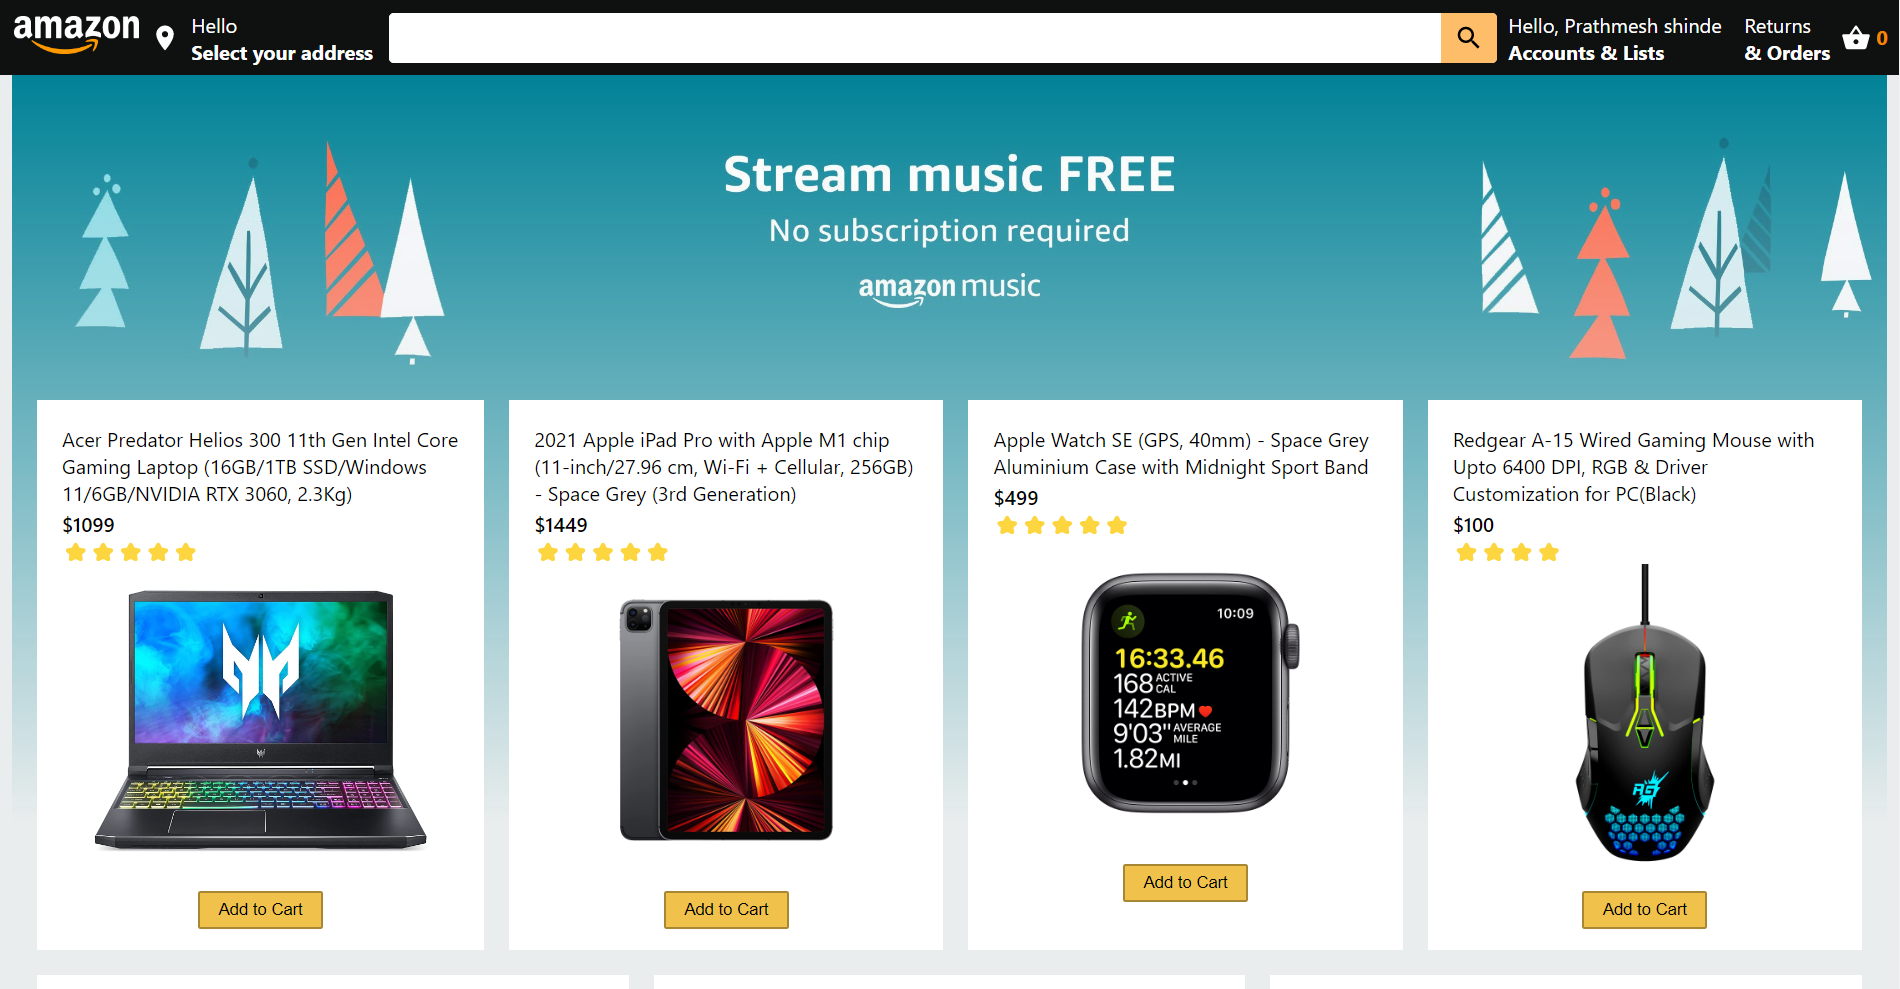 amazon
Hello
Select your address
Hello, Prathmesh shinde
Accounts & Lists
Returns
& Orders
0
Stream music FREE
No subscription required
amazon music
Acer Predator Helios 300 11th Gen Intel Core
Gaming Laptop (16GB/1TB SSD/Windows
11/6GB/NVIDIA RTX 3060, 2.3Kg)
$1099
Add to Cart
2021 Apple iPad Pro with Apple M1 chip
(11-inch/27.96 cm, Wi-Fi + Cellular, 256GB)
- Space Grey (3rd Generation)
$1449
Add to Cart
Apple Watch SE (GPS, 40mm) - Space Grey
Aluminium Case with Midnight Sport Band
$499
10:09
16:33.46
168 ACTIVE CAL
142BPM
9'03" AVERAGE MILE
1.82MI
Add to Cart
Redgear A-15 Wired Gaming Mouse with
Upto 6400 DPI, RGB & Driver
Customization for PC(Black)
$100
RG
Add to Cart